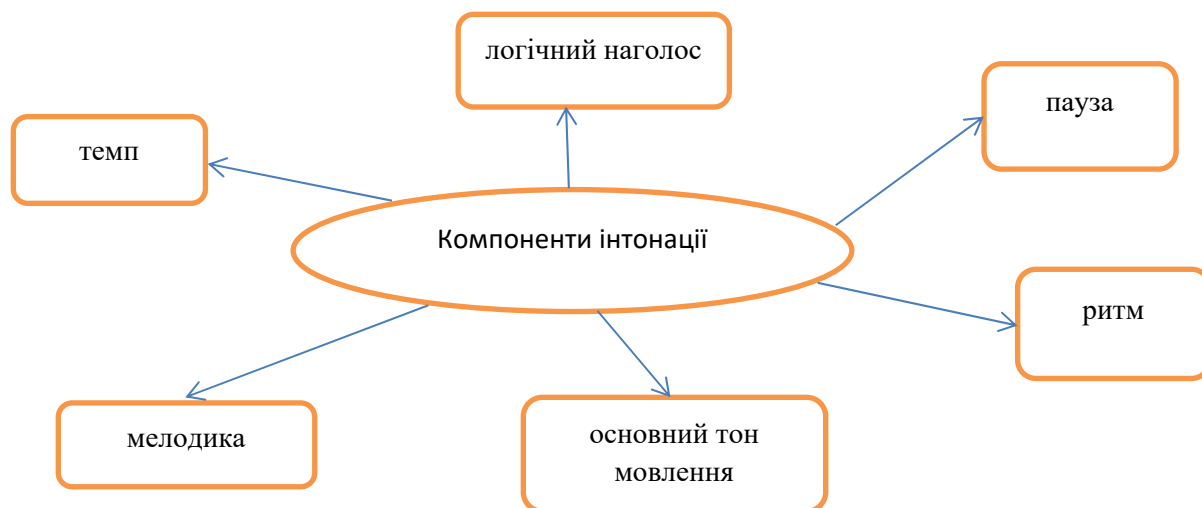 логічний наголос
пауза
темп
Компоненти інтонації
ритм
мелодика
основний тон
мовлення